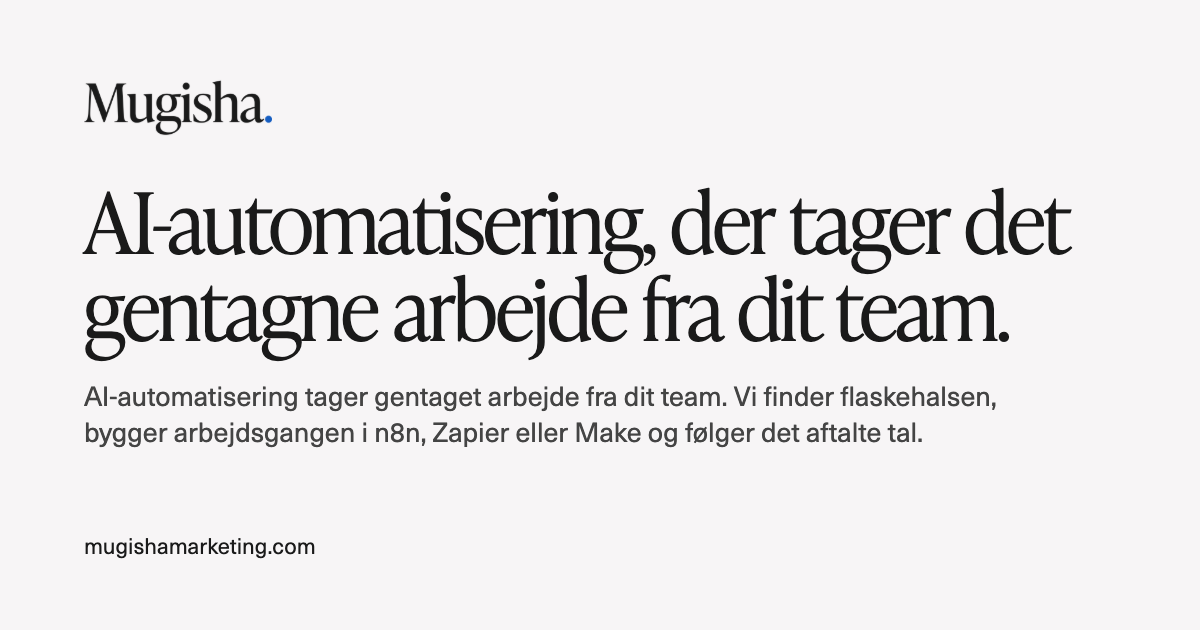 Mugisha.
AI-automatisering, der tager det
gentagne arbejde fra dit team.
AI-automatisering tager gentaget arbejde fra dit team. Vi finder flaskehalsen,
bygger arbejdsgangen i n8n, Zapier eller Make og følger det aftalte tal.
mugishamarketing.com